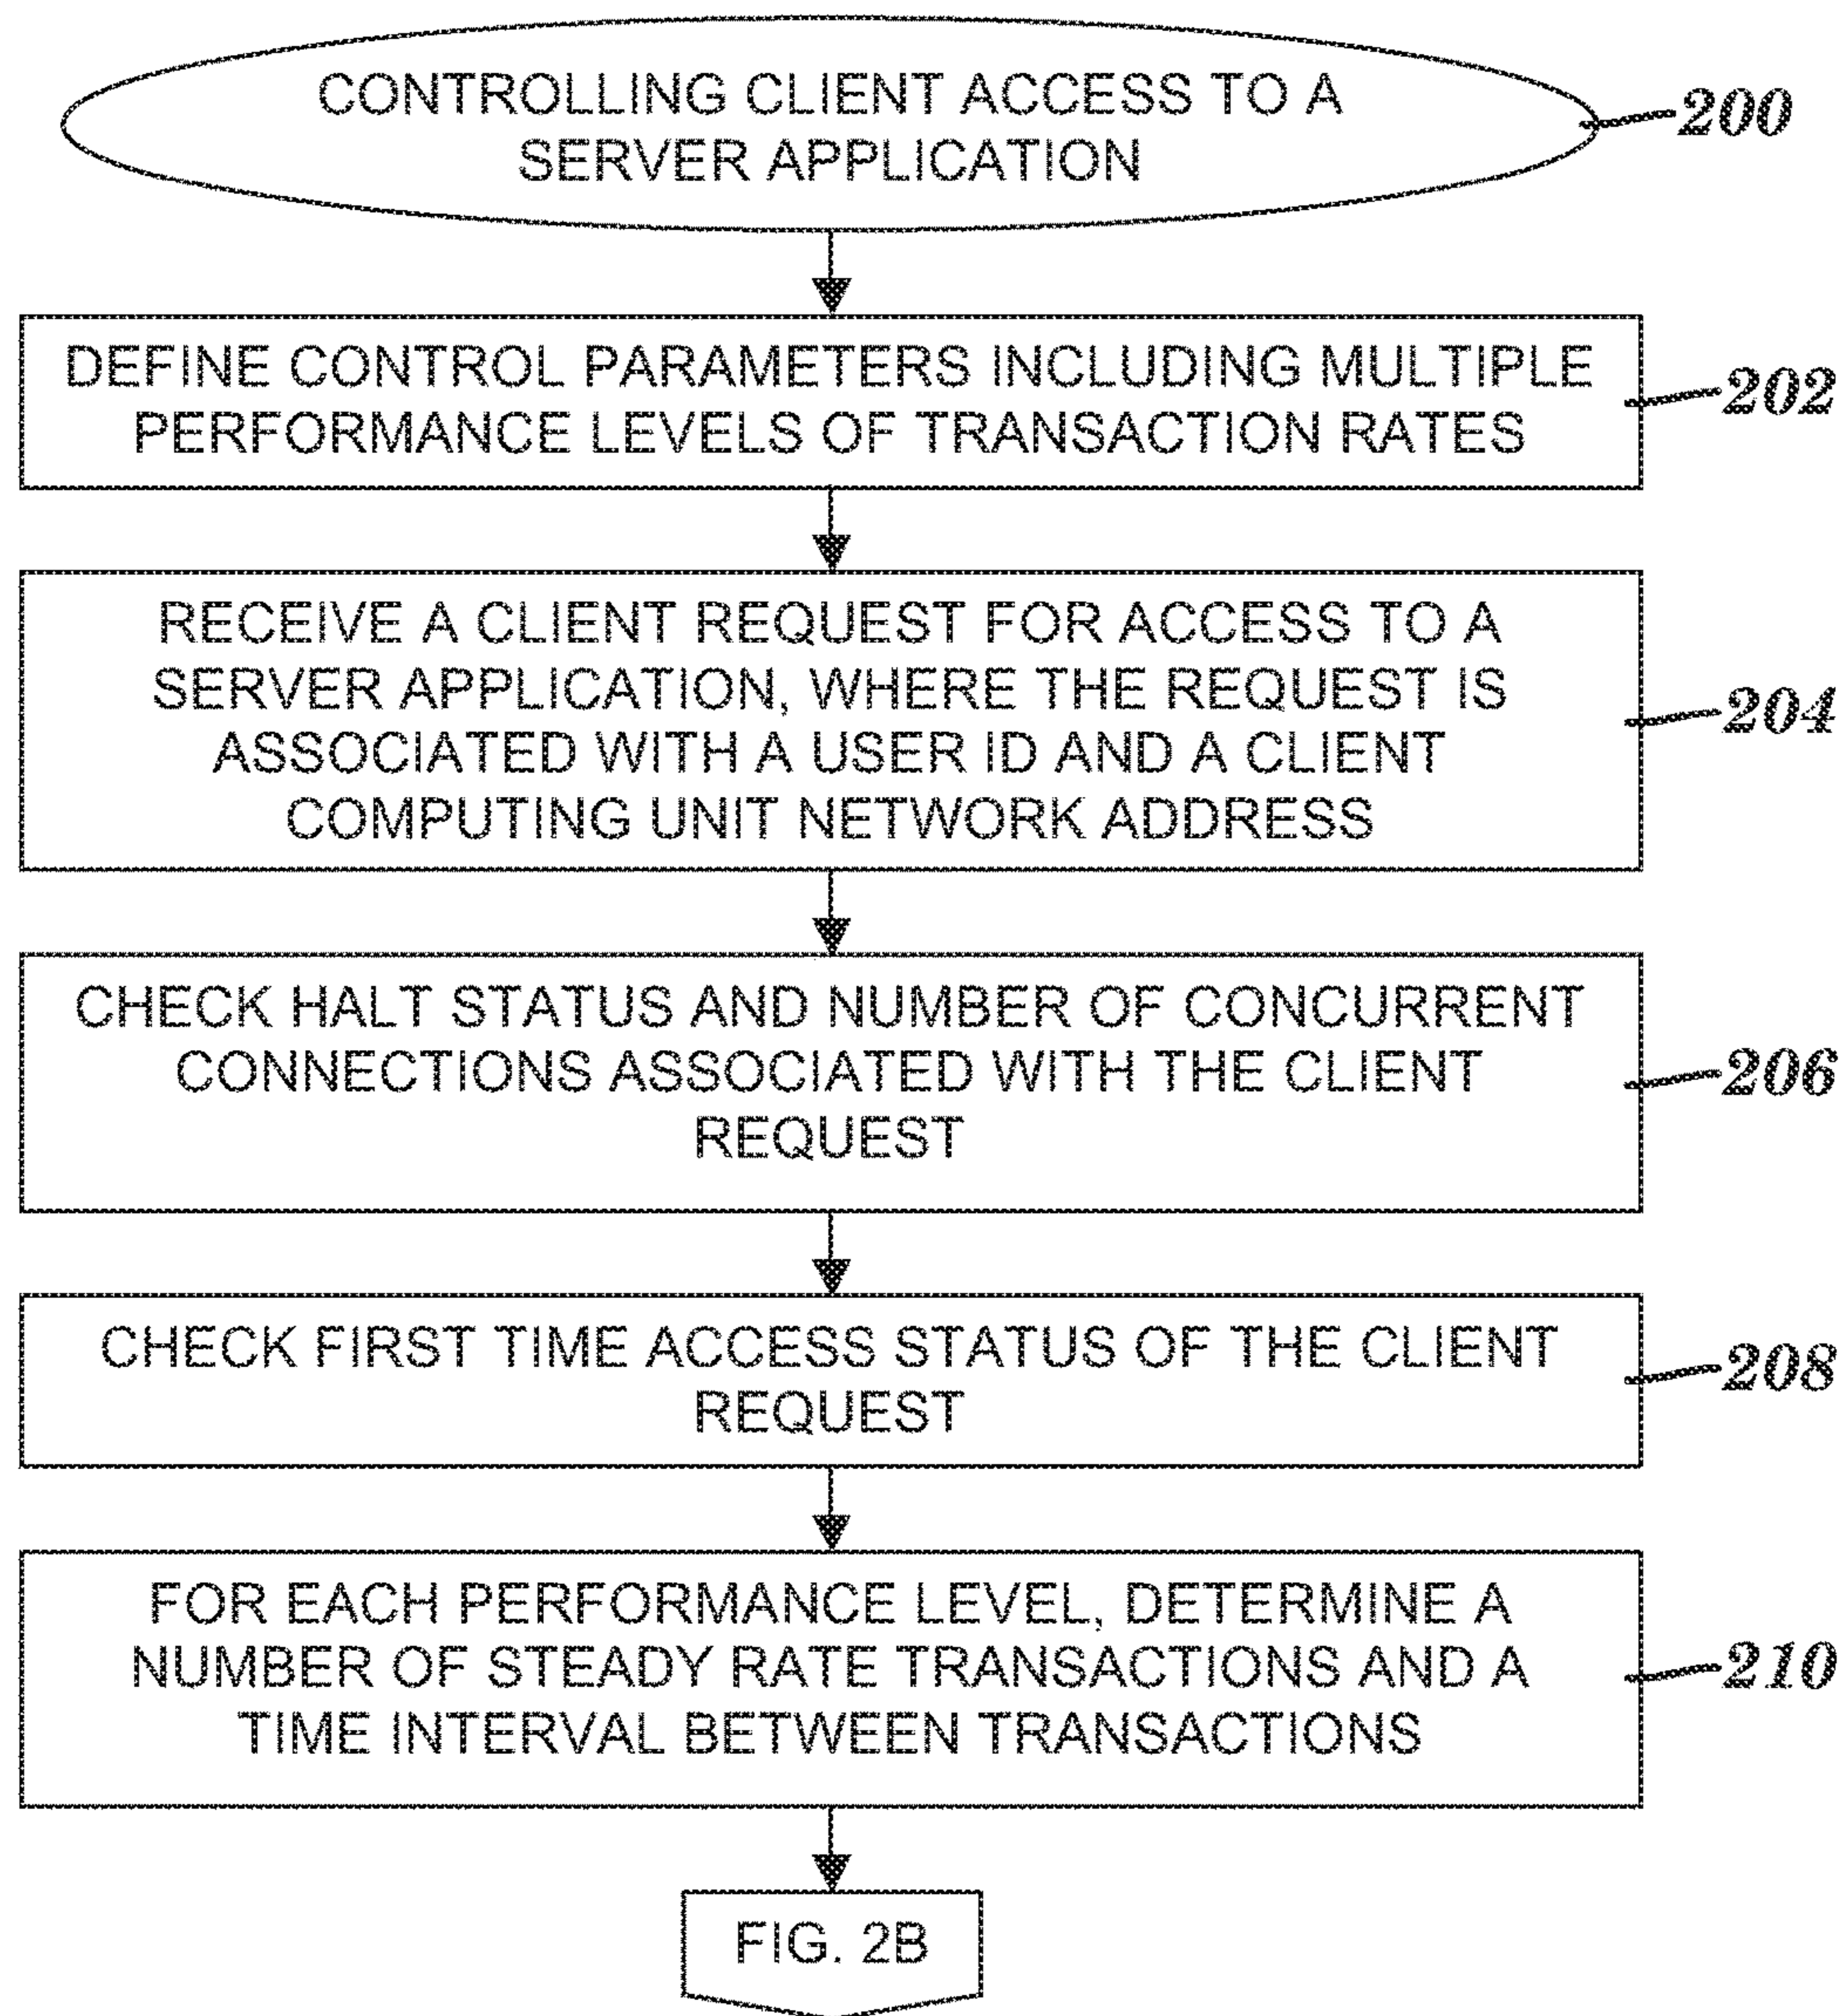 CONTROLLING CLIENT ACCESS TO A
SERVER APPLICATION
200
DEFINE CONTROL PARAMETERS INCLUDING MULTIPLE
PERFORMANCE LEVELS OF TRANSACTION RATES
202
RECEIVE A CLIENT REQUEST FOR ACCESS TO A
SERVER APPLICATION, WHERE THE REQUEST IS
ASSOCIATED WITH A USER ID AND A CLIENT
COMPUTING UNIT NETWORK ADDRESS
204
CHECK HALT STATUS AND NUMBER OF CONCURRENT
CONNECTIONS ASSOCIATED WITH THE CLIENT
REQUEST
206
CHECK FIRST TIME ACCESS STATUS OF THE CLIENT
REQUEST
208
FOR EACH PERFORMANCE LEVEL, DETERMINE A
NUMBER OF STEADY RATE TRANSACTIONS AND A
TIME INTERVAL BETWEEN TRANSACTIONS
210
FIG. 2B